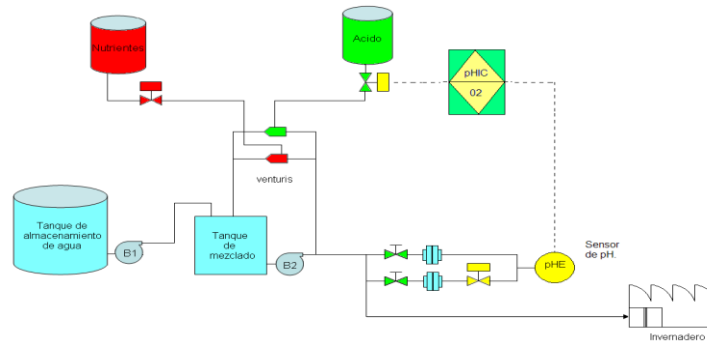 Nutrientes
Acido
pHIC
02
venturis
Tanque de
almacenamiento
de agua
B1
Tanque
de
mezclado
B2
Sensor
de pH.
pHE
Invernadero